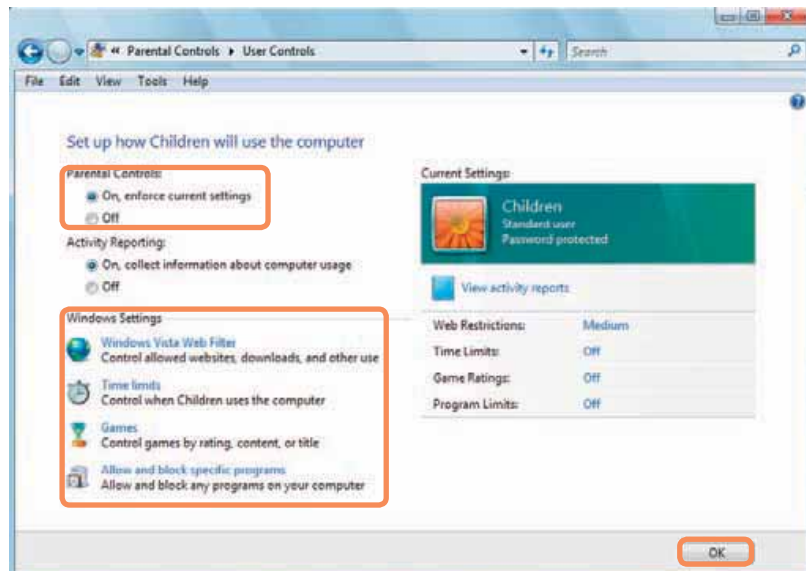 « Parental Controls ▸ User Controls
Search
File Edit View Tools Help
Set up how Children will use the computer
Parental Controls:
On, enforce current settings
Off
Activity Reporting:
On, collect information about computer usage
Off
Windows Settings
Windows Vista Web Filter
Control allowed websites, downloads, and other use
Time limits
Control when Children uses the computer
Games
Control games by rating, content, or title
Allow and block specific programs
Allow and block any programs on your computer
Current Settings:
Children
Standard user
Password protected
View activity reports
Web Restrictions: Medium
Time Limits: Off
Game Ratings: Off
Program Limits: Off
OK